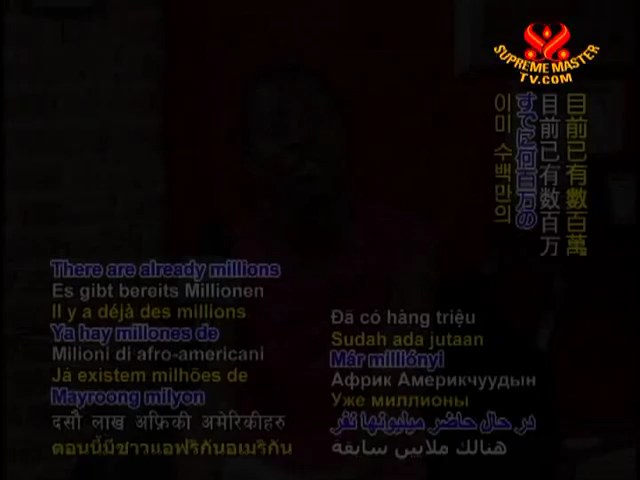 SUPREME MASTER
TV.COM
目前已有數百萬
目前已有数百万
すでに何百万の
이미 수백만의
There are already millions
Es gibt bereits Millionen
Il y a déjà des millions
Ya hay millones de
Milioni di afro-americani
Já existem milhões de
Mayroong milyon
दसौ लाख अफ्रिकी अमेरिकीहरु
ตอนนี้มีชาวแอฟริกันอเมริกัน
Đã có hàng triệu
Sudah ada jutaan
Már milliónyi
Африк Америкчуудын
Уже миллионы
در حال حاضر میلیونها نفر
هنالك ملايين سابقة